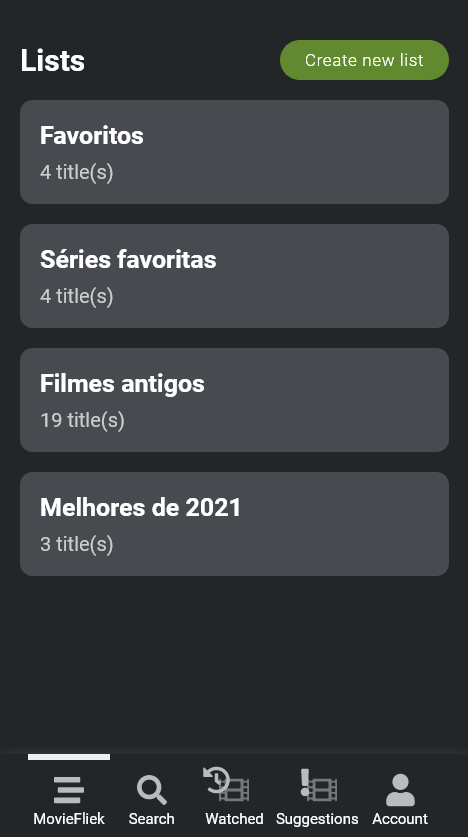 Lists
Create new list
Favoritos
4 title(s)
Séries favoritas
4 title(s)
Filmes antigos
19 title(s)
Melhores de 2021
3 title(s)
MovieFliek
Search
Watched
Suggestions
Account